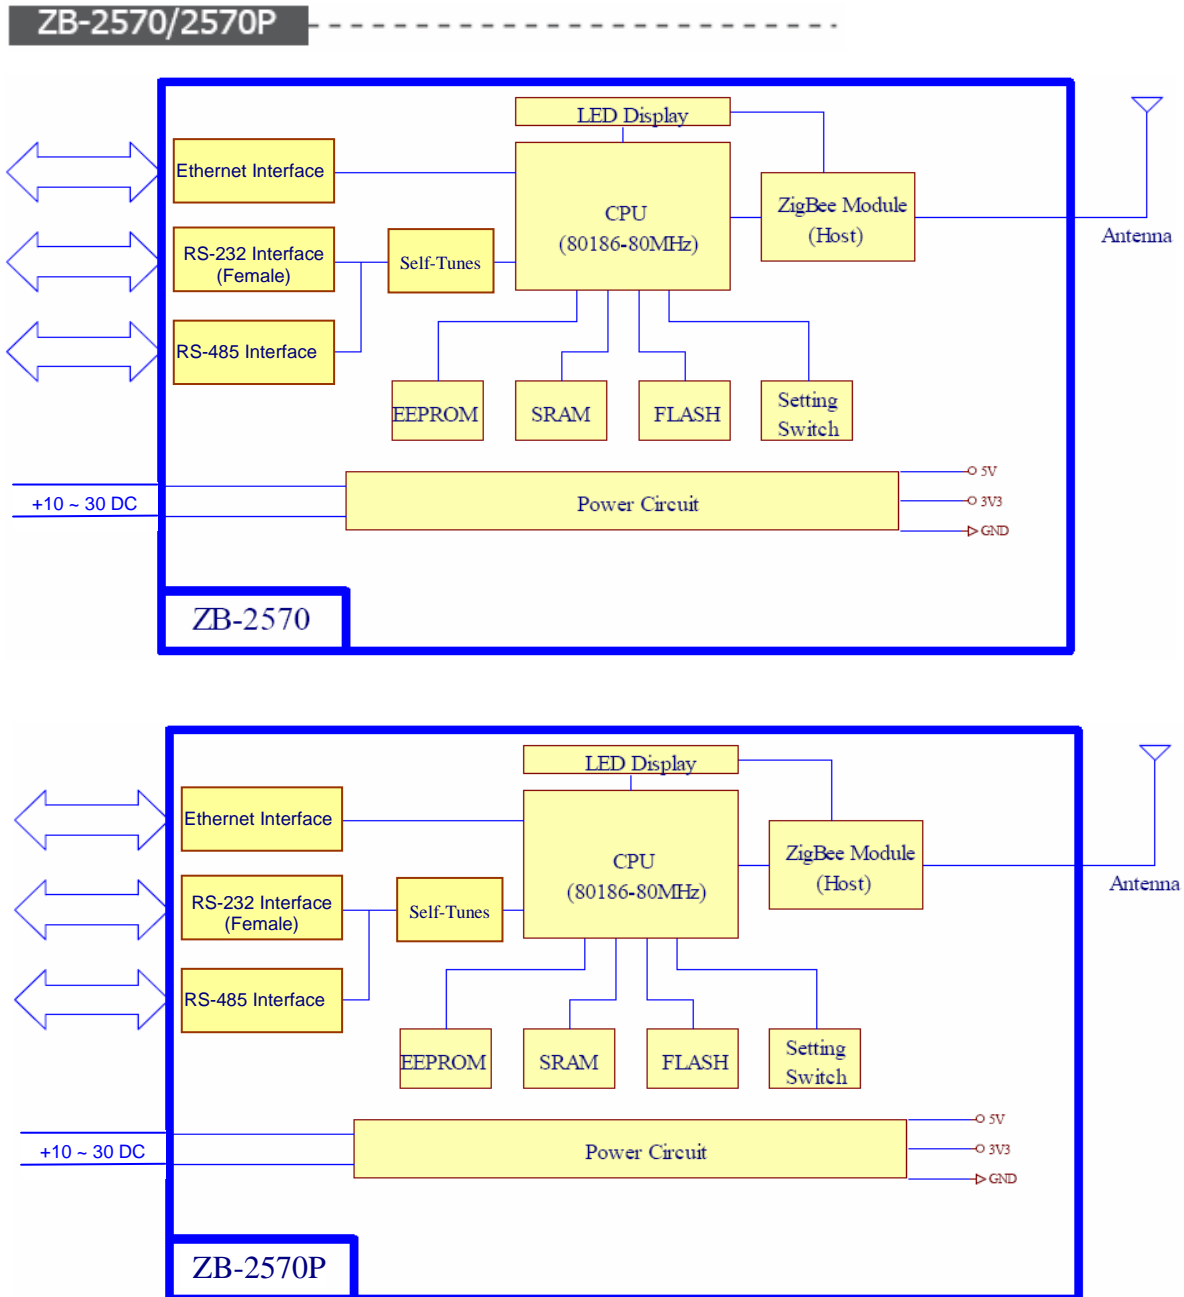 ZB-2570/2570P
LED Display
Ethernet Interface
CPU
(80186-80MHz)
ZigBee Module
(Host)
Antenna
RS-232 Interface
(Female)
Self-Tunes
RS-485 Interface
EEPROM
SRAM
FLASH
Setting
Switch
+10 ~ 30 DC
Power Circuit
5V
3V3
GND
ZB-2570
LED Display
Ethernet Interface
CPU
(80186-80MHz)
ZigBee Module
(Host)
Antenna
RS-232 Interface
(Female)
Self-Tunes
RS-485 Interface
EEPROM
SRAM
FLASH
Setting
Switch
+10 ~ 30 DC
Power Circuit
5V
3V3
GND
ZB-2570P